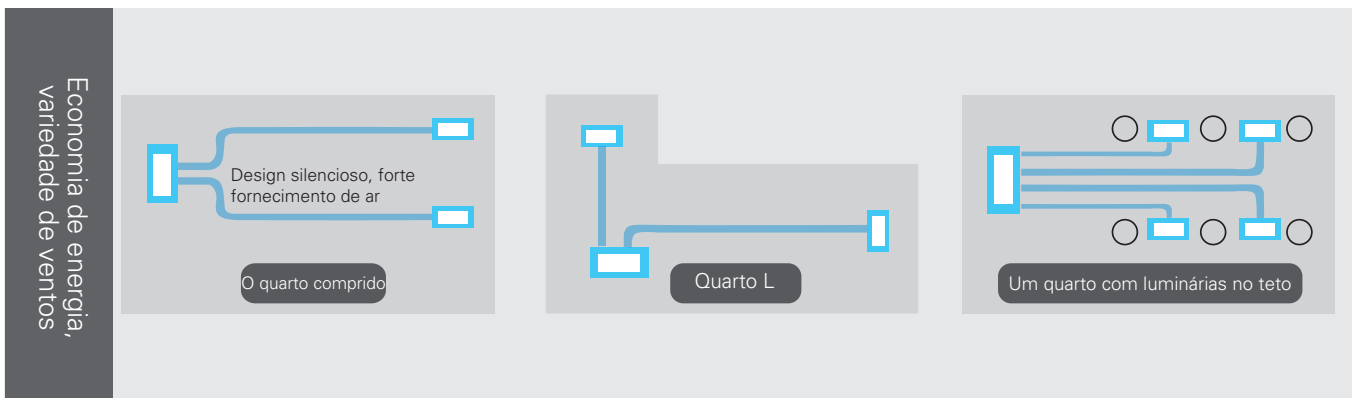 Economia de energia,
variedade de ventos
Design silencioso, forte
fornecimento de ar
O quarto comprido
Quarto L
Um quarto com luminárias no teto